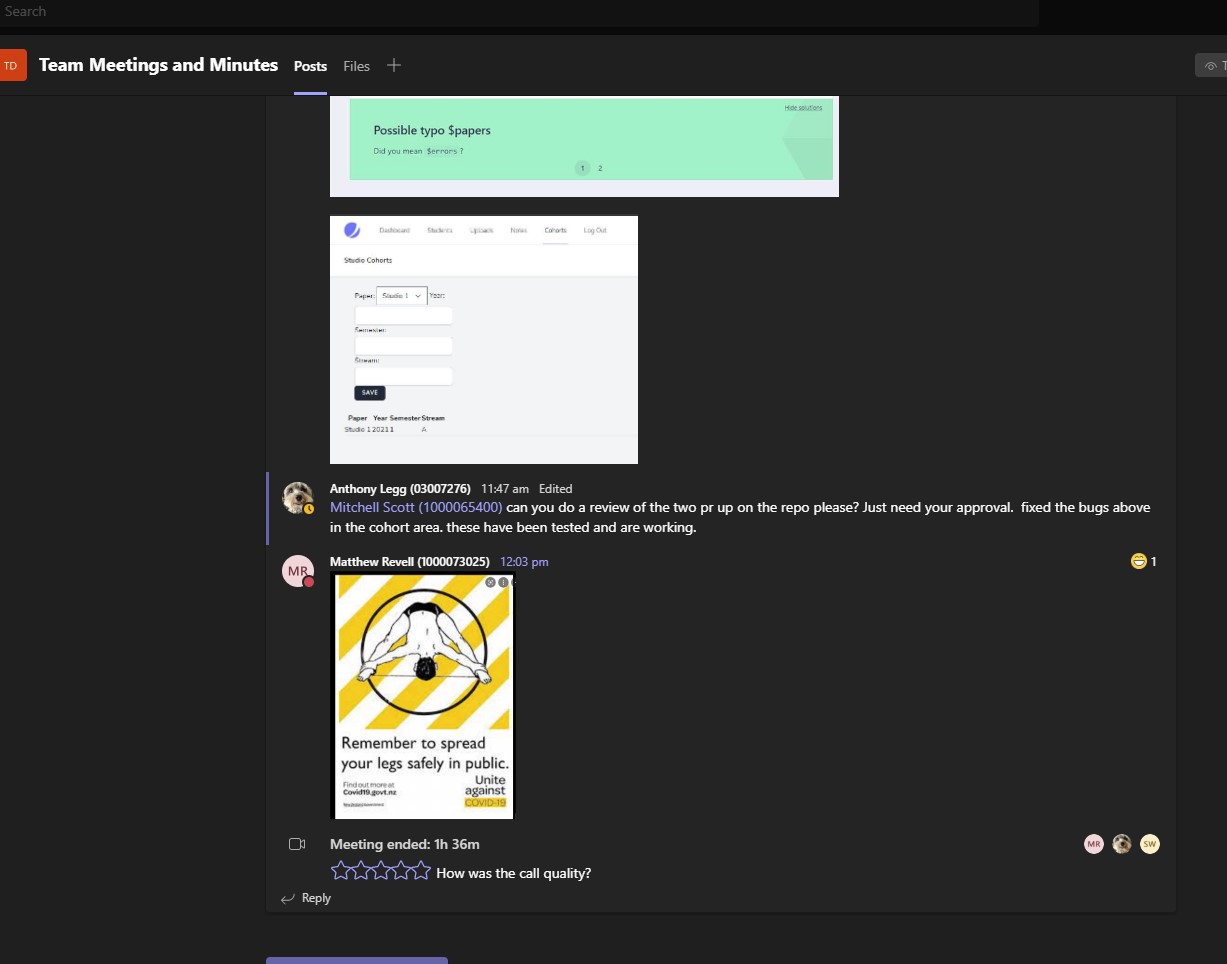 Search
TD
Team Meetings and Minutes Posts Files
T
Hide solutions
Possible typo $papers
Did you mean $errors ?
1 2
Dashboard Students Uploads Notes Cohorts Log Out
Studio Cohorts
Paper: Studio 1 Year:
Semester:
Stream:
SAVE
Paper Year Semester Stream
Studio 1 2021 1 A
Anthony Legg (03007276) 11:47 am Edited
Mitchell Scott (1000065400) can you do a review of the two pr up on the repo please? Just need your approval. fixed the bugs above
in the cohort area. these have been tested and are working.
MR
Matthew Revell (1000073025) 12:03 pm
1
Remember to spread
your legs safely in public.
Find out more at
Covid19.govt.nz
Unite
against
COVID-19
Meeting ended: 1h 36m
MR SW
How was the call quality?
Reply